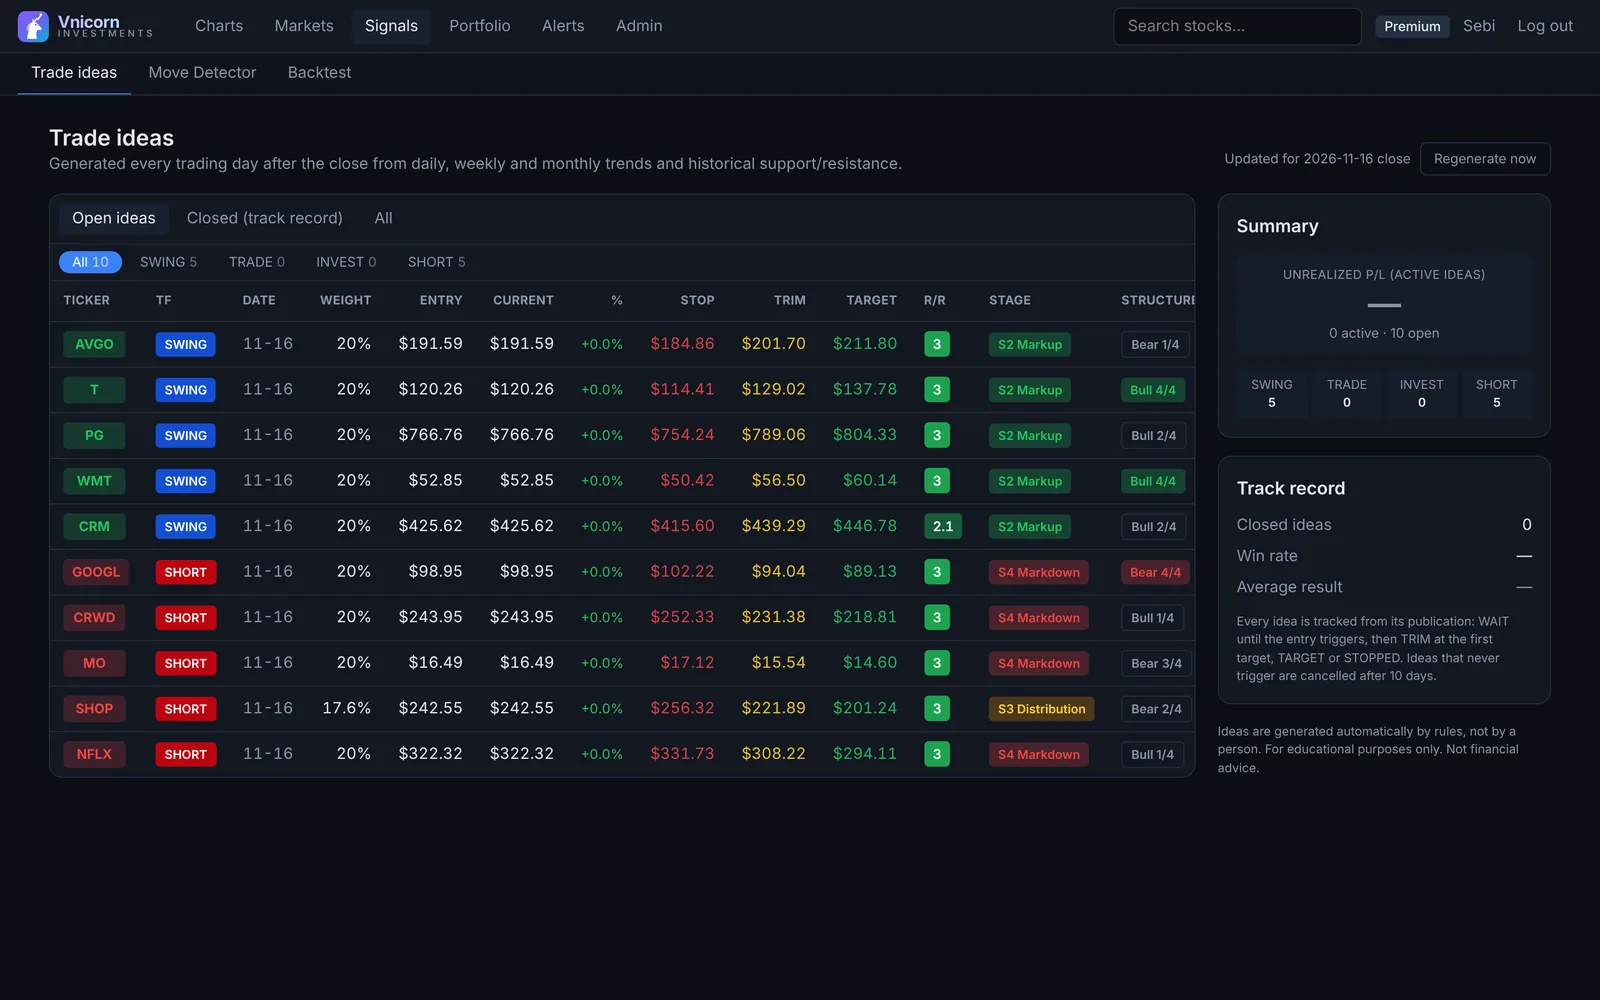 Vnicorn
INVESTMENTS
Charts Markets Signals Portfolio Alerts Admin
Search stocks...
Premium Sebi Log out
Trade ideas Move Detector Backtest
Trade ideas
Generated every trading day after the close from daily, weekly and monthly trends and historical support/resistance.
Updated for 2026-11-16 close Regenerate now
Open ideas Closed (track record) All
All 10 SWING 5 TRADE 0 INVEST 0 SHORT 5
TICKER TF DATE WEIGHT ENTRY CURRENT % STOP TRIM TARGET R/R STAGE STRUCTURE
AVGO SWING 11-16 20% $191.59 $191.59 +0.0% $184.86 $201.70 $211.80 3 S2 Markup Bear 1/4
T SWING 11-16 20% $120.26 $120.26 +0.0% $114.41 $129.02 $137.78 3 S2 Markup Bull 4/4
PG SWING 11-16 20% $766.76 $766.76 +0.0% $754.24 $789.06 $804.33 3 S2 Markup Bull 2/4
WMT SWING 11-16 20% $52.85 $52.85 +0.0% $50.42 $56.50 $60.14 3 S2 Markup Bull 4/4
CRM SWING 11-16 20% $425.62 $425.62 +0.0% $415.60 $439.29 $446.78 2.1 S2 Markup Bull 2/4
GOOGL SHORT 11-16 20% $98.95 $98.95 +0.0% $102.22 $94.04 $89.13 3 S4 Markdown Bear 4/4
CRWD SHORT 11-16 20% $243.95 $243.95 +0.0% $252.33 $231.38 $218.81 3 S4 Markdown Bull 1/4
MO SHORT 11-16 20% $16.49 $16.49 +0.0% $17.12 $15.54 $14.60 3 S4 Markdown Bear 3/4
SHOP SHORT 11-16 17.6% $242.55 $242.55 +0.0% $256.32 $221.89 $201.24 3 S3 Distribution Bear 2/4
NFLX SHORT 11-16 20% $322.32 $322.32 +0.0% $331.73 $308.22 $294.11 3 S4 Markdown Bull 1/4
Summary
UNREALIZED P/L (ACTIVE IDEAS)
—
0 active · 10 open
SWING TRADE INVEST SHORT
5 0 0 5
Track record
Closed ideas 0
Win rate —
Average result —
Every idea is tracked from its publication: WAIT
until the entry triggers, then TRIM at the first
target, TARGET or STOPPED. Ideas that never
trigger are cancelled after 10 days.
Ideas are generated automatically by rules, not by a
person. For educational purposes only. Not financial
advice.